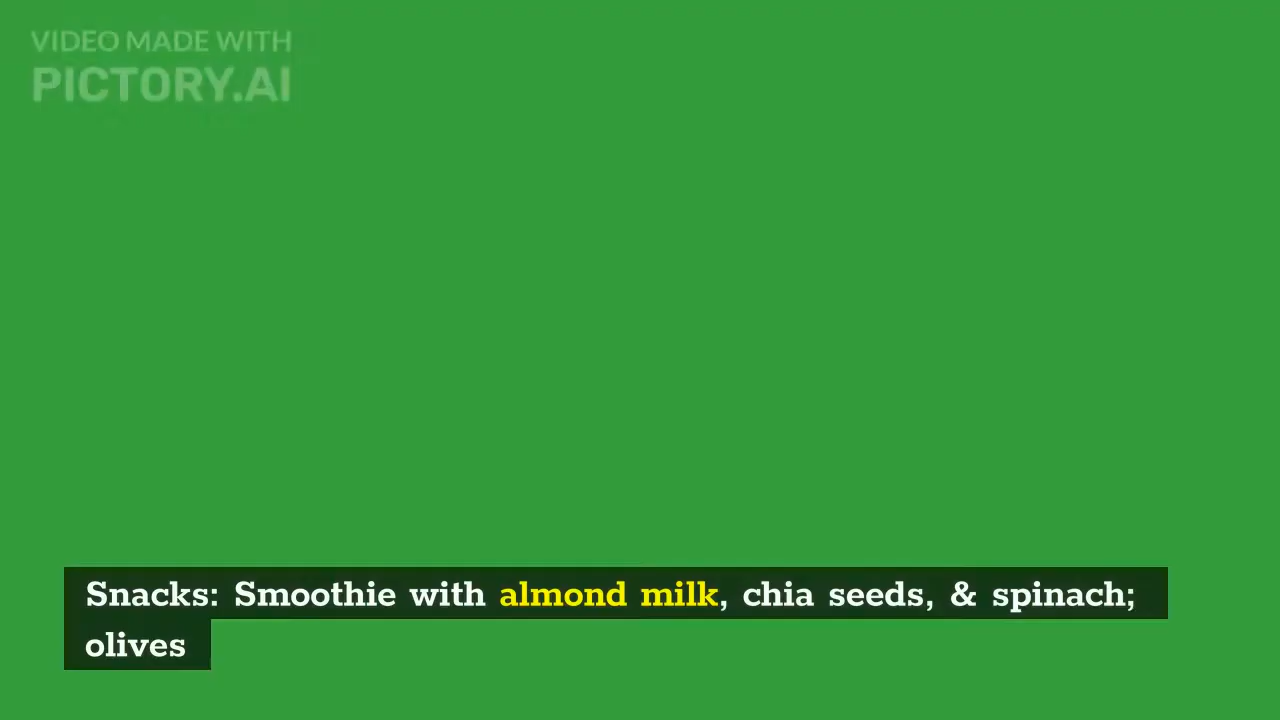 VIDEO MADE WITH
PICTORY.AI
Snacks: Smoothie with almond milk, chia seeds, & spinach;
olives